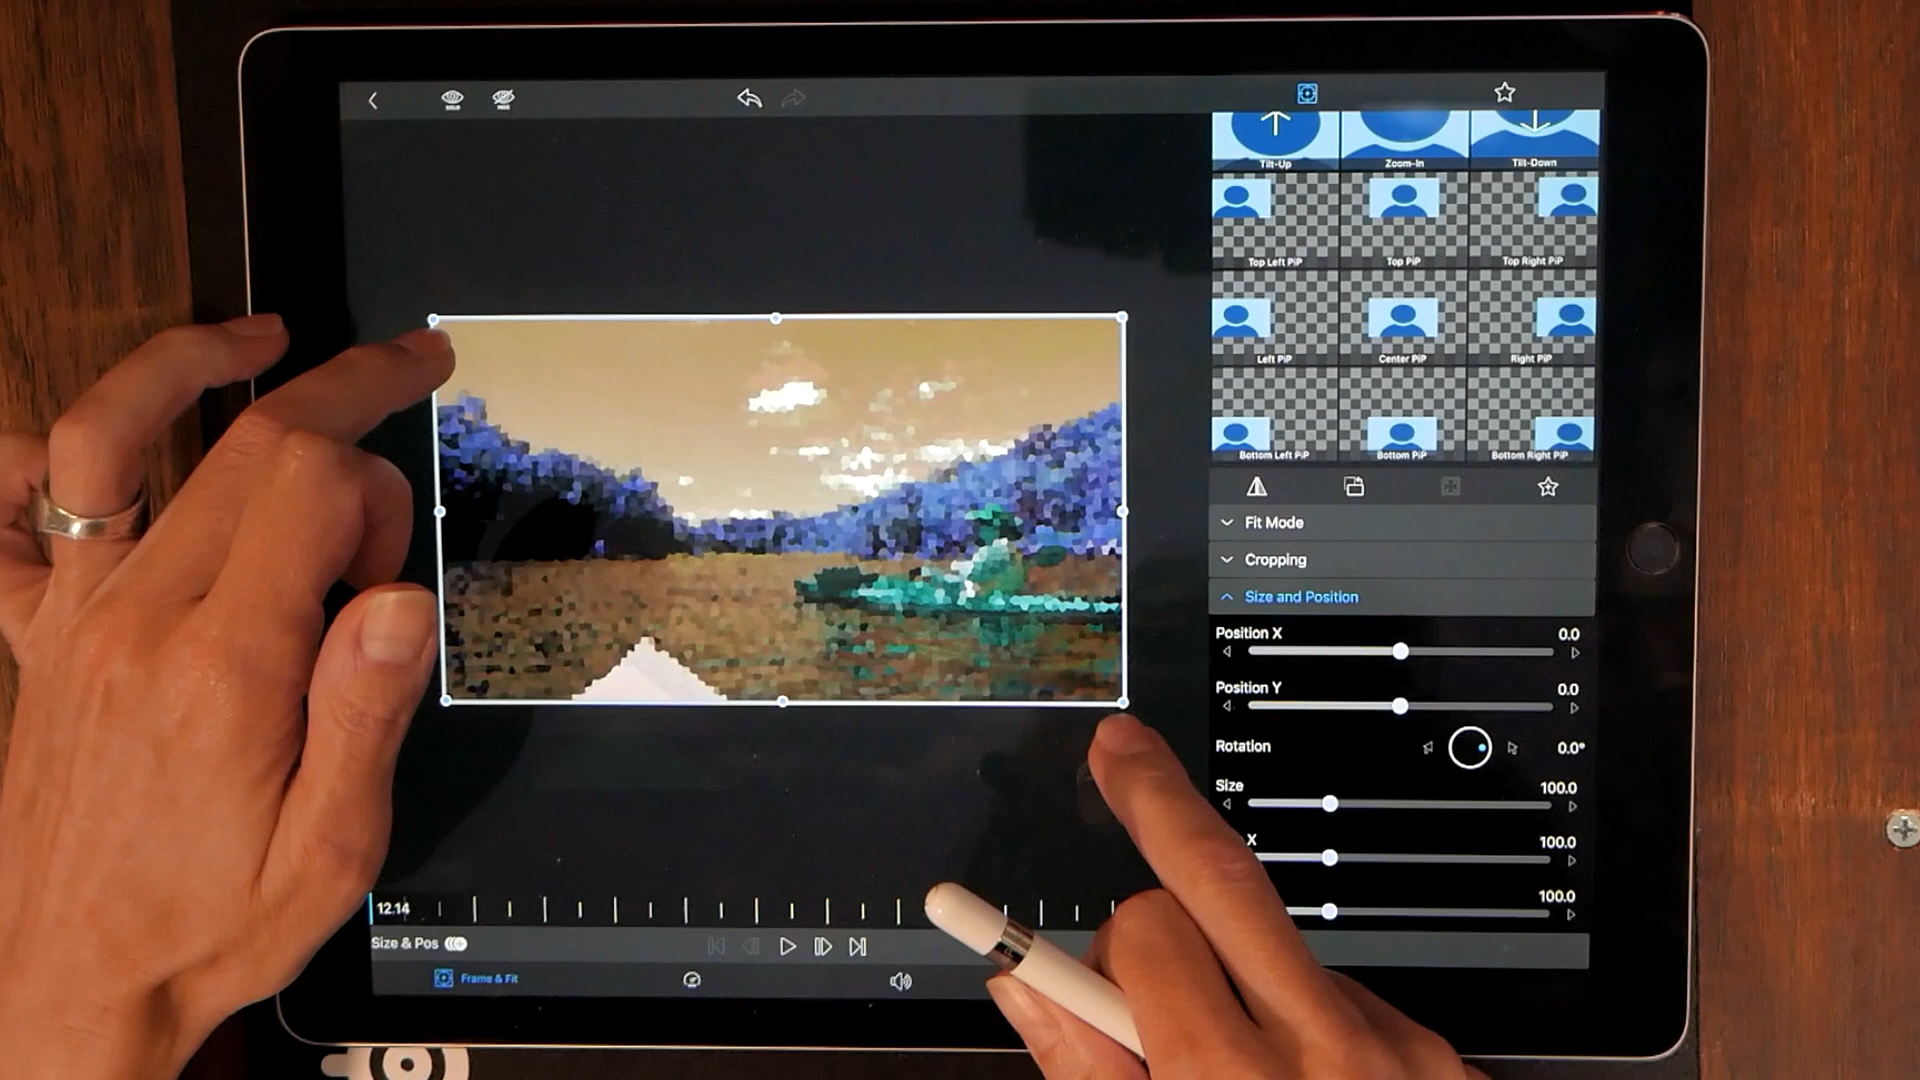 Tilt-Up Zoom-In Tilt-Down
Top Left PiP Top PiP Top Right PiP
Left PiP Center PiP Right PiP
Bottom Left PiP Bottom PiP Bottom Right PiP
Fit Mode
Cropping
Size and Position
Position X 0.0
Position Y 0.0
Rotation 0.0°
Size 100.0
X 100.0
100.0
12.14
Size & Pos
Frame & Fit